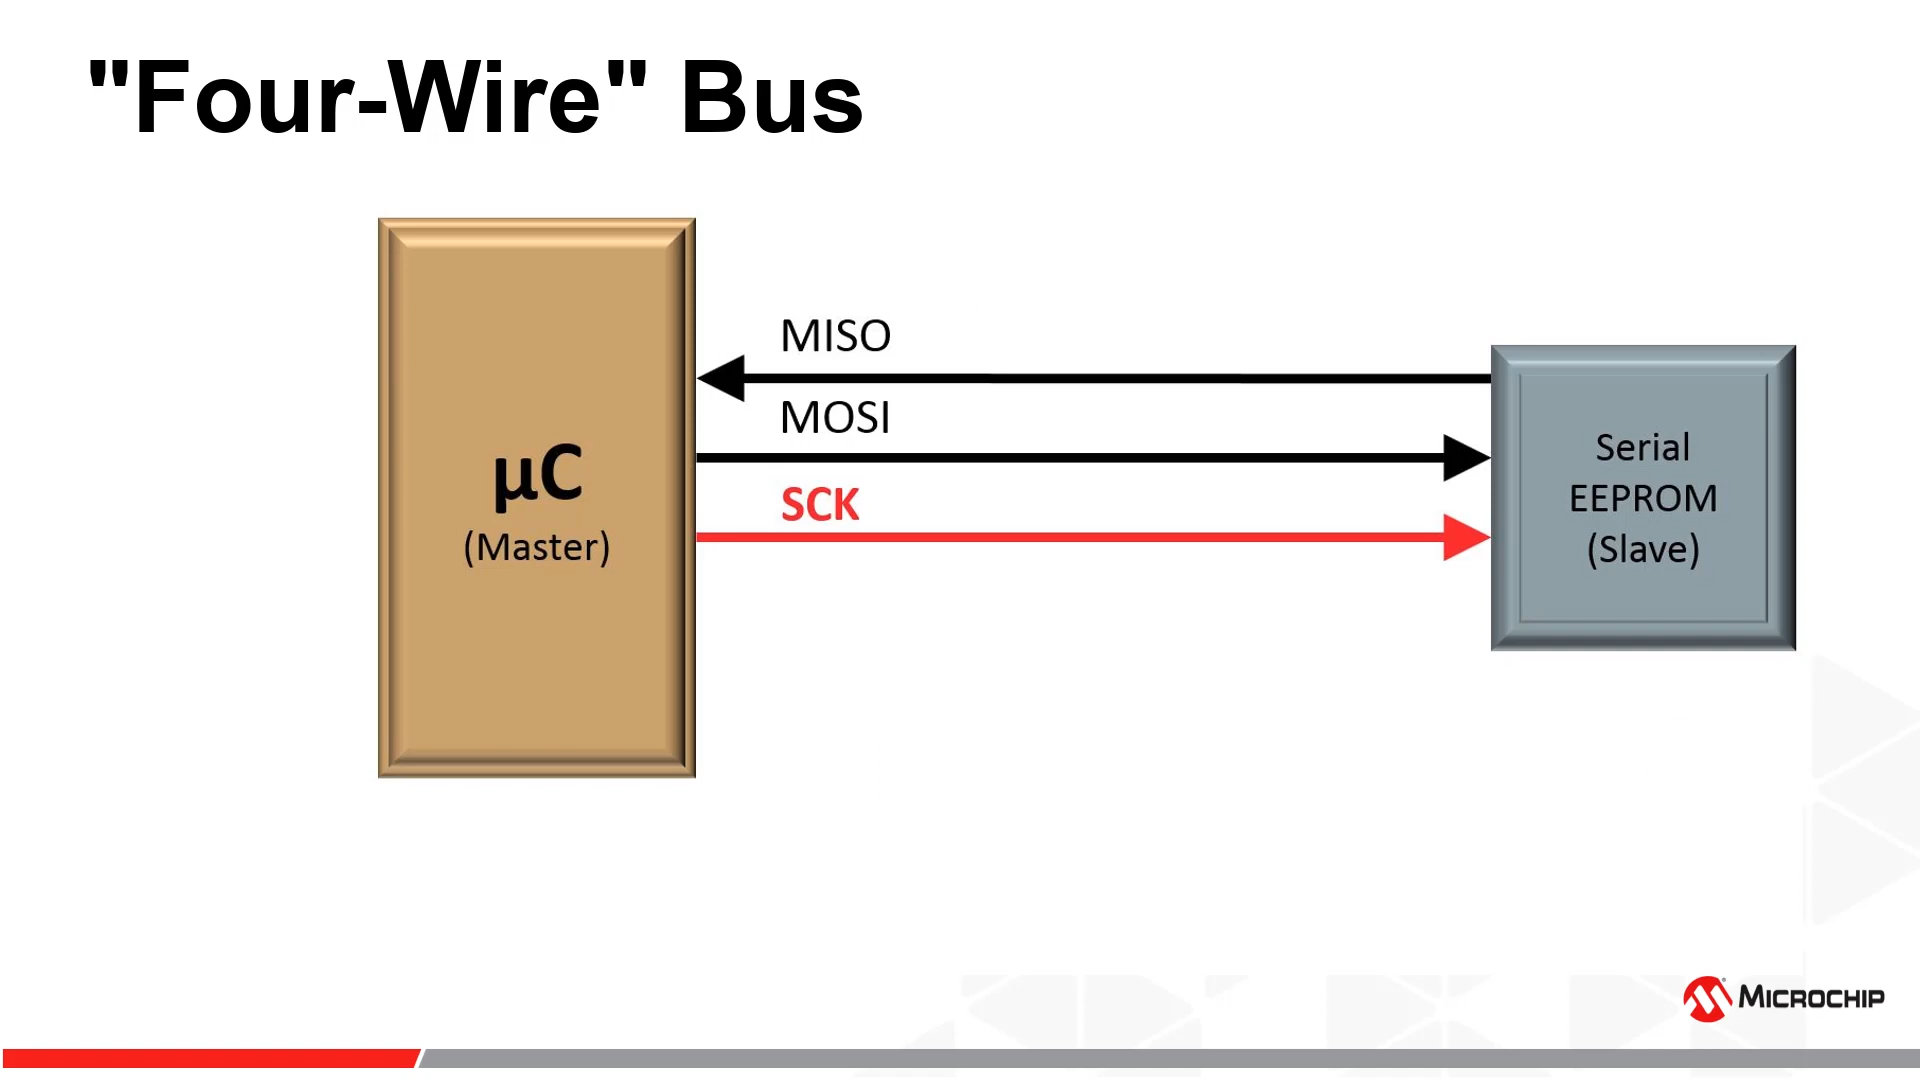 "Four-Wire" Bus
MISO
MOSI
SCK
µC
(Master)
Serial
EEPROM
(Slave)
MICROCHIP